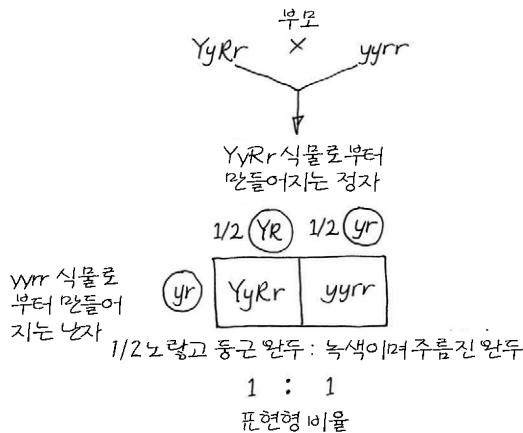 부모
YyRr × yyrr
YyRr 식물로부터
만들어지는 정자
1/2 YR 1/2 yr
yyrr 식물로
부터 만들어
지는 난자
yr YyRr yyrr
1/2 노랗고 둥근 완두 : 녹색이며 주름진 완두
1 : 1
표현형 비율